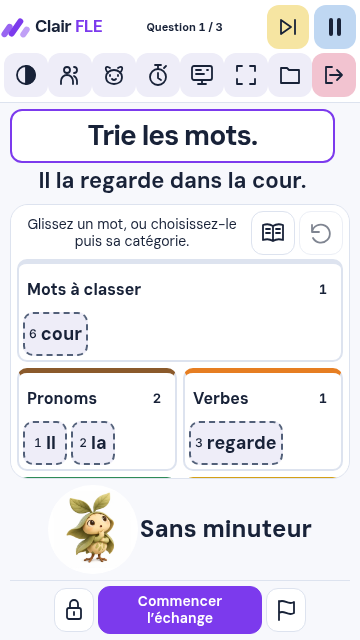 Clair FLE
Question 1 / 3
Trie les mots.
Il la regarde dans la cour.
Glissez un mot, ou choisissez-le
puis sa catégorie.
Mots à classer 1
6 cour
Pronoms 2
1 Il 2 la
Verbes 1
3 regarde
Sans minuteur
Commencer
l’échange